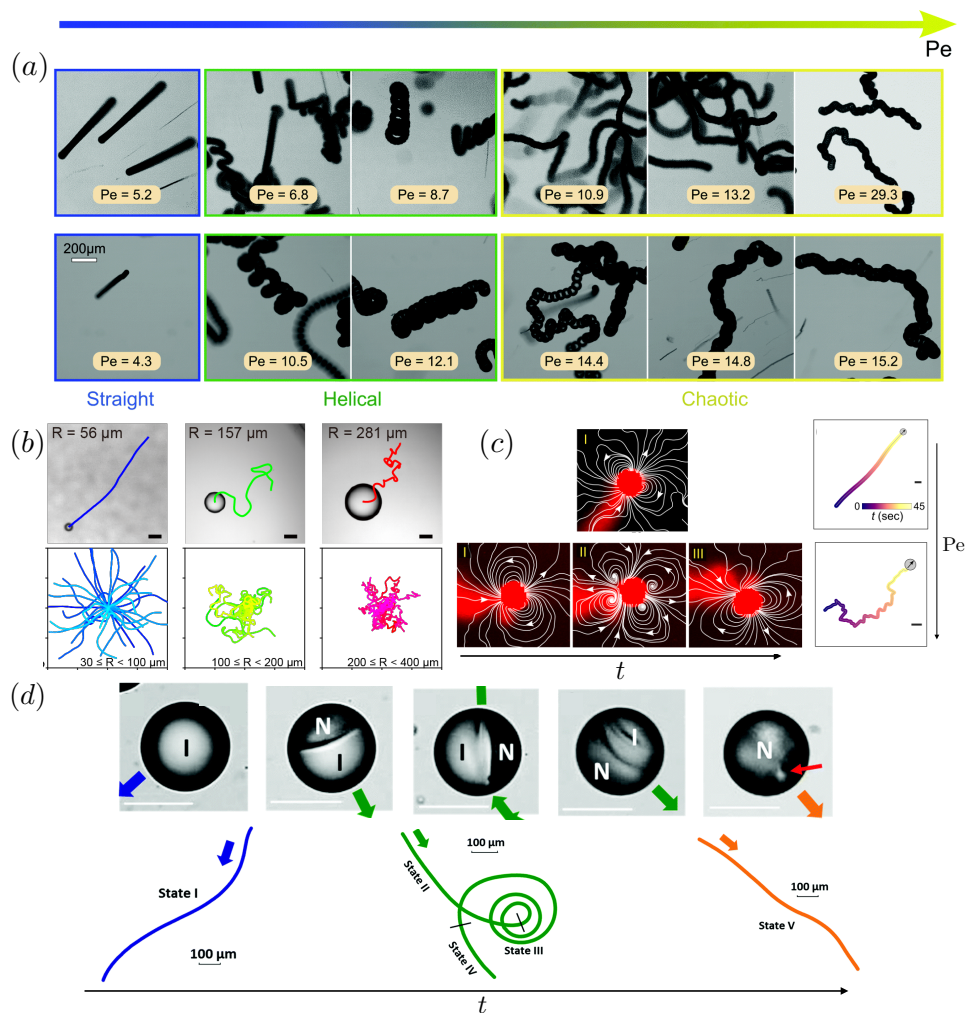 Pe
(a)
Pe = 5.2
Pe = 6.8
Pe = 8.7
Pe = 10.9
Pe = 13.2
Pe = 29.3
200μm
Pe = 4.3
Pe = 10.5
Pe = 12.1
Pe = 14.4
Pe = 14.8
Pe = 15.2
Straight
Helical
Chaotic
(b)
R = 56 μm
R = 157 μm
R = 281 μm
30 ≤ R < 100 μm
100 ≤ R < 200 μm
200 ≤ R < 400 μm
(c)
I
I
II
III
t
0
45
t (sec)
Pe
(d)
I
N
I
I
N
I
N
N
State I
100 μm
State II
100 μm
State III
State IV
100 μm
State V
t